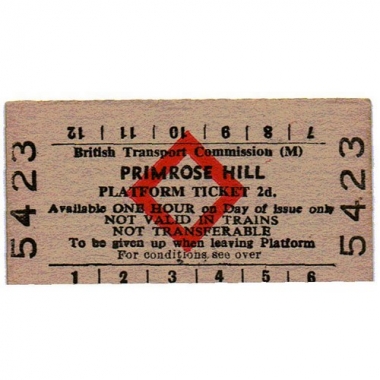 12 | 11 | 10 | 9 | 8 | 7
British Transport Commission (M)
PRIMROSE HILL
PLATFORM TICKET 2d.
Available ONE HOUR on Day of issue only
NOT VALID IN TRAINS
NOT TRANSFERABLE
To be given up when leaving Platform
For conditions see over
1 | 2 | 3 | 4 | 5 | 6
5423
5423